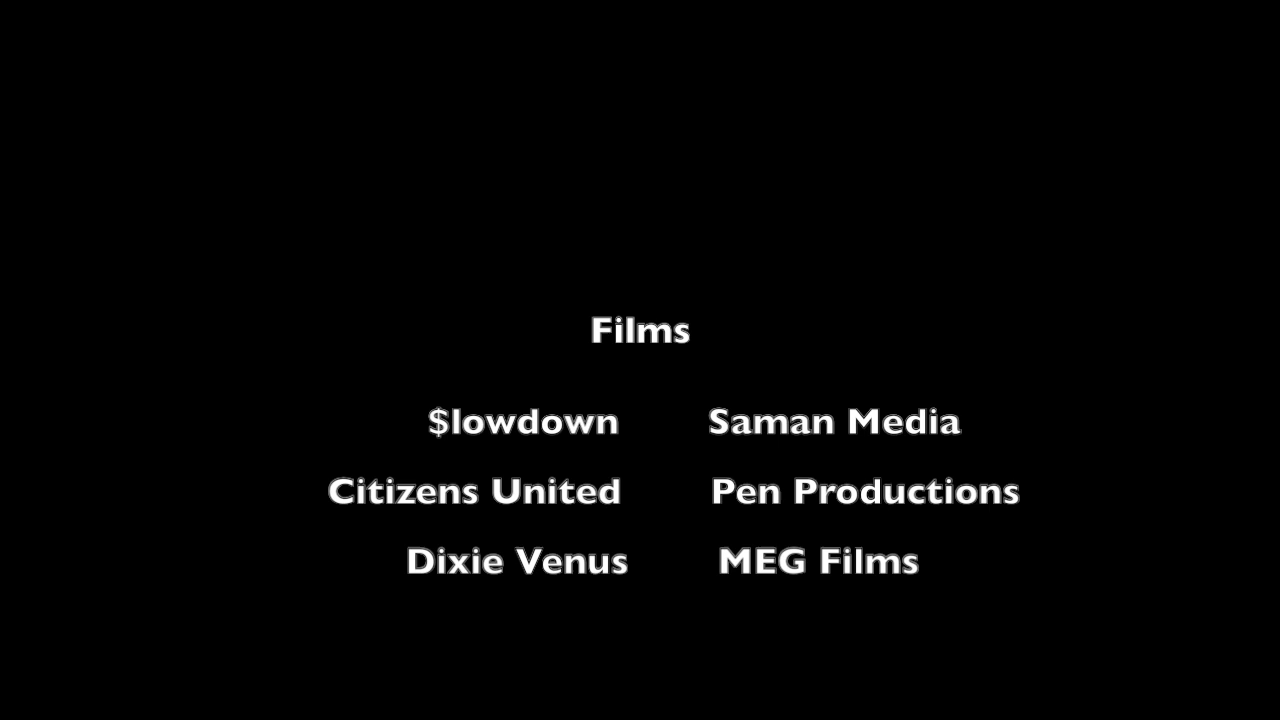 Films
$lowdown Saman Media
Citizens United Pen Productions
Dixie Venus MEG Films